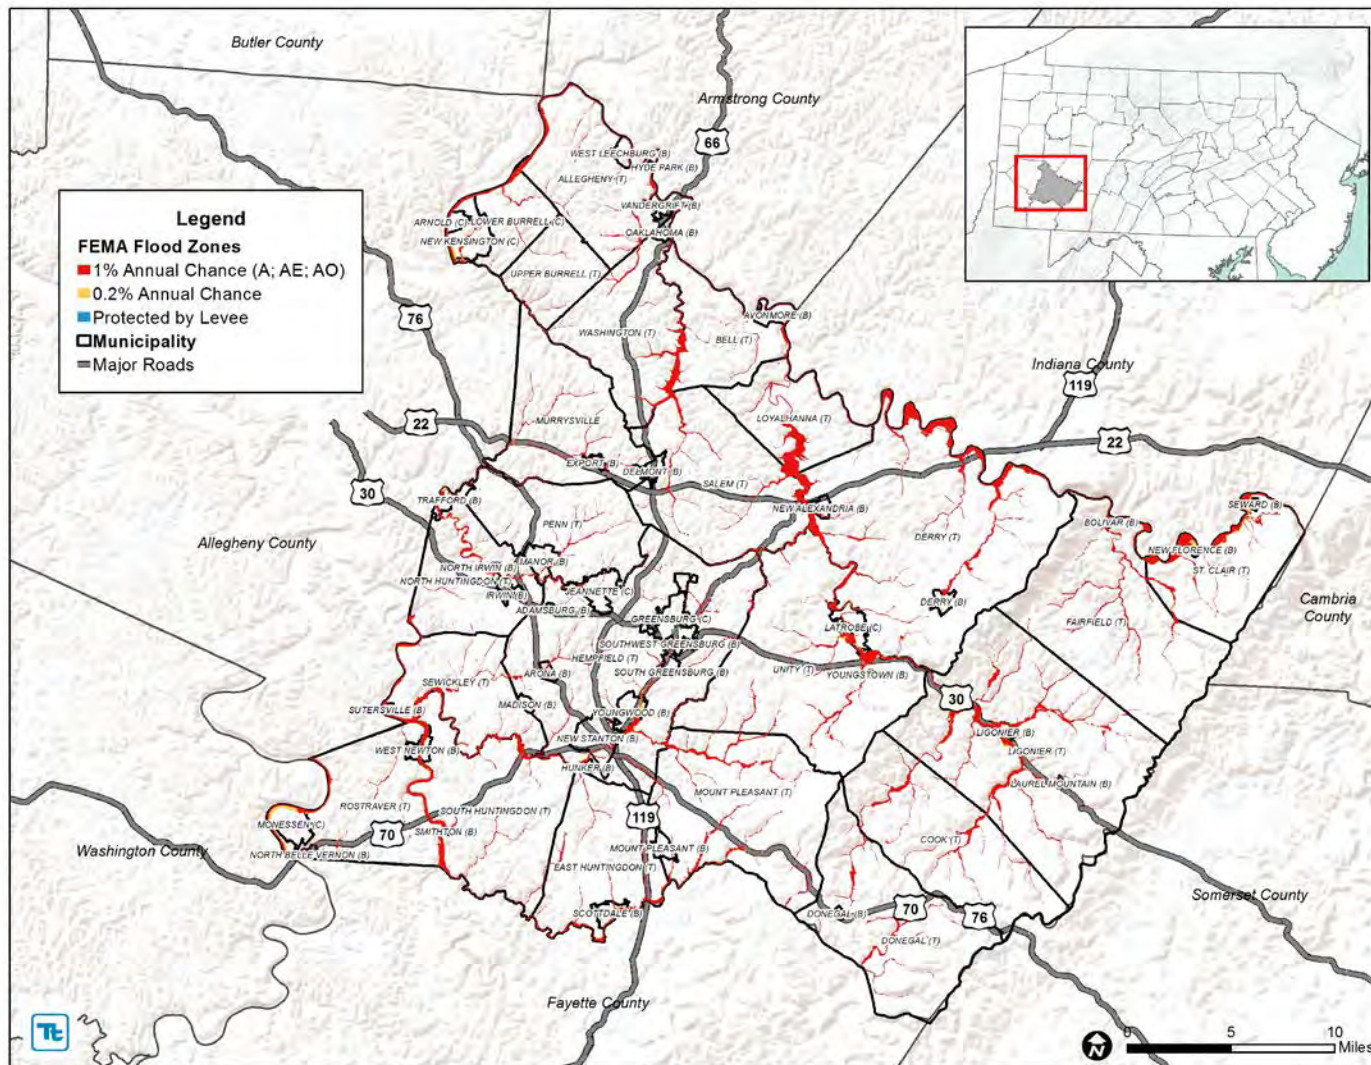 Butler County
Armstrong County
66
WEST LEECHBURG (B)
HYDE PARK (B)
ALLEGHENY (T)
VANDERGRIFT (B)
ARNOLD (C)
LOWER BURRELL (C)
OKLAHOMA (B)
NEW KENSINGTON (C)
UPPER BURRELL (T)
Legend
FEMA Flood Zones
1% Annual Chance (A; AE; AO)
0.2% Annual Chance
Protected by Levee
Municipality
Major Roads
76
WASHINGTON (T)
AVONMORE (B)
BELL (T)
Indiana County
119
MURRYSVILLE
LOYALHANNA (T)
22
22
EXPORT (B)
DELMONT (B)
SALEM (T)
30
TRAFFORD (B)
NEW ALEXANDRIA (B)
SEWARD (B)
PENN (T)
BOLIVAR (B)
DERRY (T)
Allegheny County
NEW FLORENCE (B)
MANOR (B)
NORTH IRWIN (B)
ST. CLAIR (T)
NORTH HUNTINGDON (T)
IRWIN (B)
JEANNETTE (C)
DERRY (B)
Cambria
County
ADAMSBURG (B)
GREENSBURG (C)
FAIRFIELD (T)
LATROBE (C)
SOUTHWEST GREENSBURG (B)
HEMPFIELD (T)
SOUTH GREENSBURG (B)
UNITY (T)
YOUNGSTOWN (B)
ARONA (B)
SEWICKLEY (T)
30
MADISON (B)
SUTERSVILLE (B)
YOUNGWOOD (B)
LIGONIER (B)
NEW STANTON (B)
WEST NEWTON (B)
LIGONIER (T)
HUNKER (B)
LAUREL MOUNTAIN (B)
MOUNT PLEASANT (T)
ROSTRAVER (T)
SOUTH HUNTINGDON (T)
119
MONESSEN (C)
70
SMITHTON (B)
COOK (T)
Washington County
NORTH BELLE VERNON (B)
MOUNT PLEASANT (B)
EAST HUNTINGDON (T)
Somerset County
SCOTTDALE (B)
DONEGAL (B)
70
76
DONEGAL (T)
Fayette County
Tt
N
0 5 10
Miles